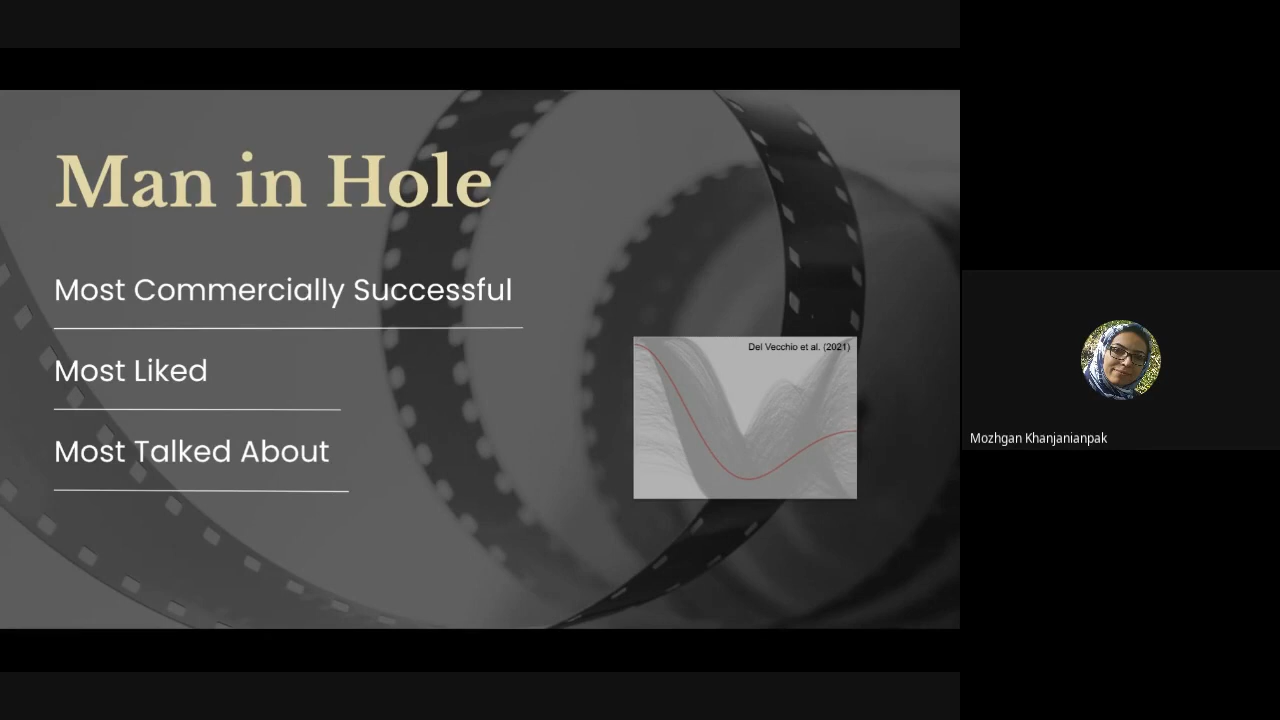 Man in Hole
Most Commercially Successful
Most Liked
Most Talked About
Del Vecchio et al. (2021)
Mozhgan Khanjanianpak